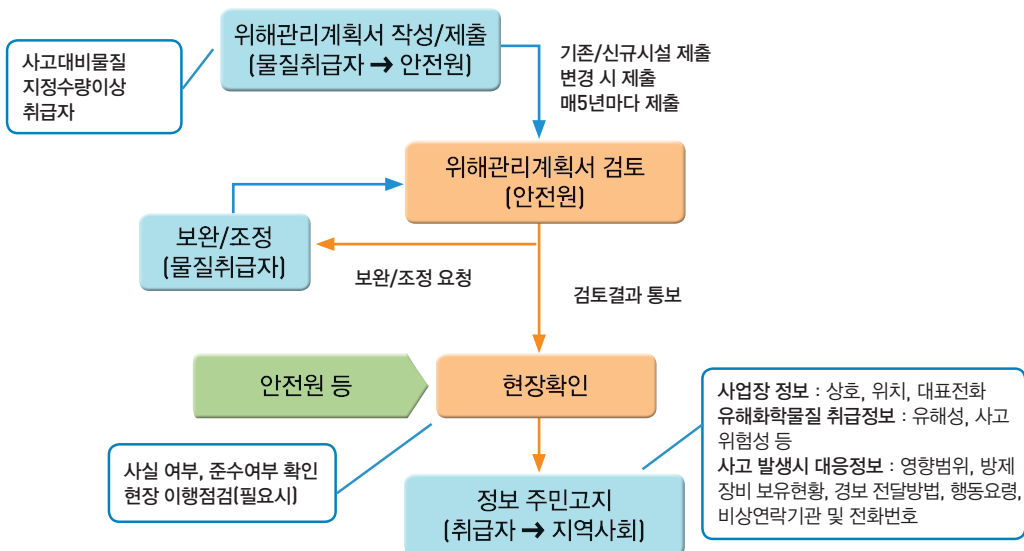 사고대비물질
지정수량이상
취급자
위해관리계획서 작성/제출
(물질취급자 → 안전원)
기존/신규시설 제출
변경 시 제출
매5년마다 제출
위해관리계획서 검토
(안전원)
보완/조정
(물질취급자)
보완/조정 요청
검토결과 통보
안전원 등
현장확인
사실 여부, 준수여부 확인
현장 이행점검(필요시)
정보 주민고지
(취급자 → 지역사회)
사업장 정보 : 상호, 위치, 대표전화
유해화학물질 취급정보 : 유해성, 사고
위험성 등
사고 발생시 대응정보 : 영향범위, 방제
장비 보유현황, 경보 전달방법, 행동요령,
비상연락기관 및 전화번호